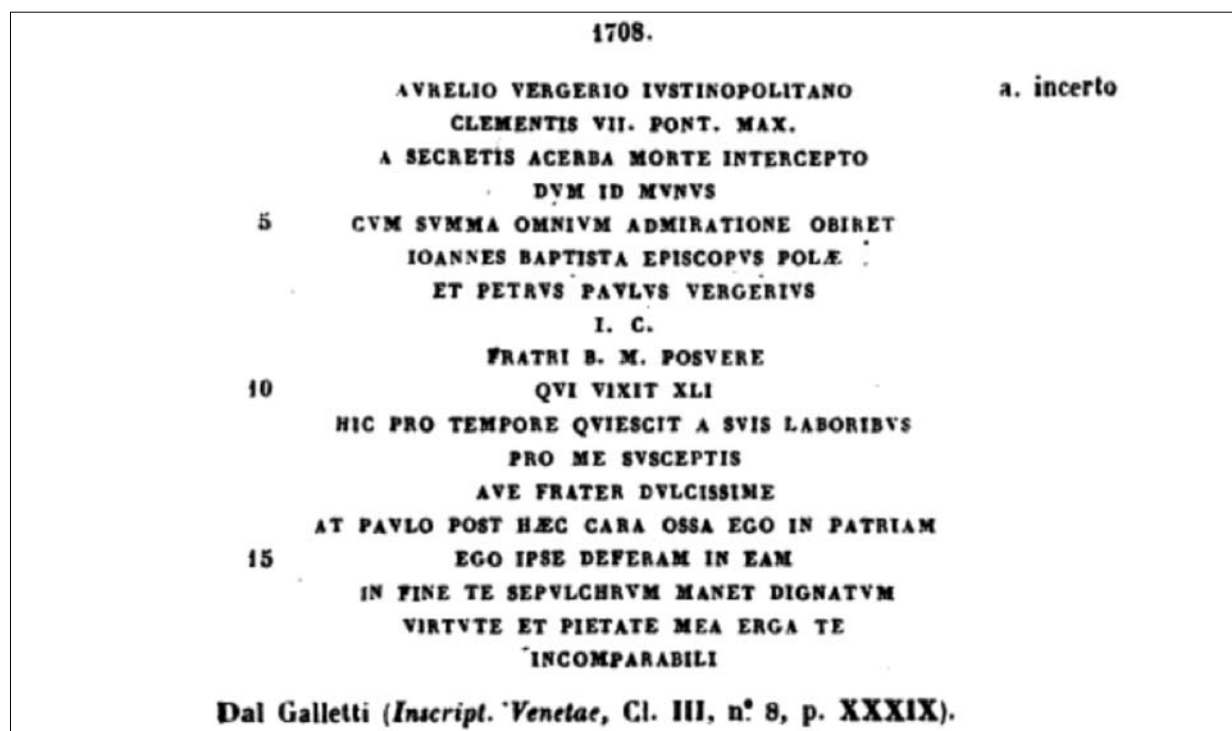 1708.
AVRELIO VERGERIO IVSTINOPOLITANO a. incerto
CLEMENTIS VII. PONT. MAX.
A SECRETIS ACERBA MORTE INTERCEPTO
DVM ID MVNVS
5 CVM SVMMA OMNIVM ADMIRATIONE OBIRET
IOANNES BAPTISTA EPISCOPVS POLÆ
ET PETRVS PAVLVS VERGERIVS
I. C.
FRATRI B. M. POSVERE
10 QVI VIXIT XLI
HIC PRO TEMPORE QVIESCIT A SVIS LABORIBVS
PRO ME SVSCEPTIS
AVE FRATER DVLCISSIME
AT PAVLO POST HÆC CARA OSSA EGO IN PATRIAM
15 EGO IPSE DEFERAM IN EAM
IN FINE TE SEPVLCHRVM MANET DIGNATVM
VIRTVTE ET PIETATE MEA ERGA TE
INCOMPARABILI
Dal Galletti (Inscript. Venetae, Cl. III, n.º 8, p. XXXIX).